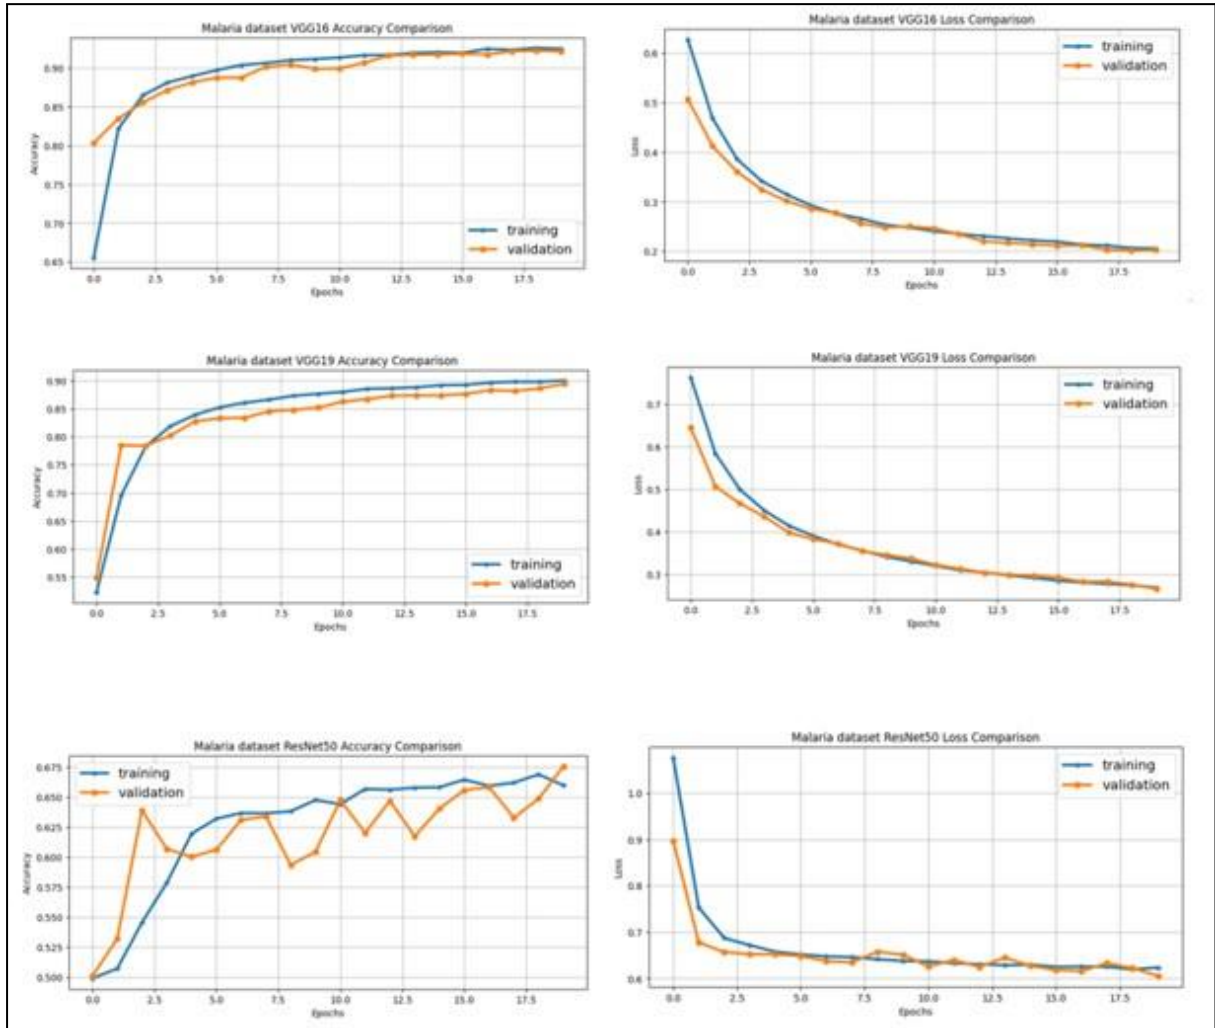 Malaria dataset VGG16 Accuracy Comparison
0.90
0.85
0.80
0.75
0.70
0.65
Accuracy
training
validation
0.0 2.5 5.0 7.5 10.0 12.5 15.0 17.5
Epochs
Malaria dataset VGG16 Loss Comparison
0.6
0.5
0.4
0.3
0.2
Loss
training
validation
0.0 2.5 5.0 7.5 10.0 12.5 15.0 17.5
Epochs
Malaria dataset VGG19 Accuracy Comparison
0.90
0.85
0.80
0.75
0.70
0.65
0.60
0.55
Accuracy
training
validation
0.0 2.5 5.0 7.5 10.0 12.5 15.0 17.5
Epochs
Malaria dataset VGG19 Loss Comparison
0.7
0.6
0.5
0.4
0.3
Loss
training
validation
0.0 2.5 5.0 7.5 10.0 12.5 15.0 17.5
Epochs
Malaria dataset ResNet50 Accuracy Comparison
0.675
0.650
0.625
0.600
0.575
0.550
0.525
0.500
Accuracy
training
validation
0.0 2.5 5.0 7.5 10.0 12.5 15.0 17.5
Epochs
Malaria dataset ResNet50 Loss Comparison
1.0
0.9
0.8
0.7
0.6
Loss
training
validation
0.0 2.5 5.0 7.5 10.0 12.5 15.0 17.5
Epochs